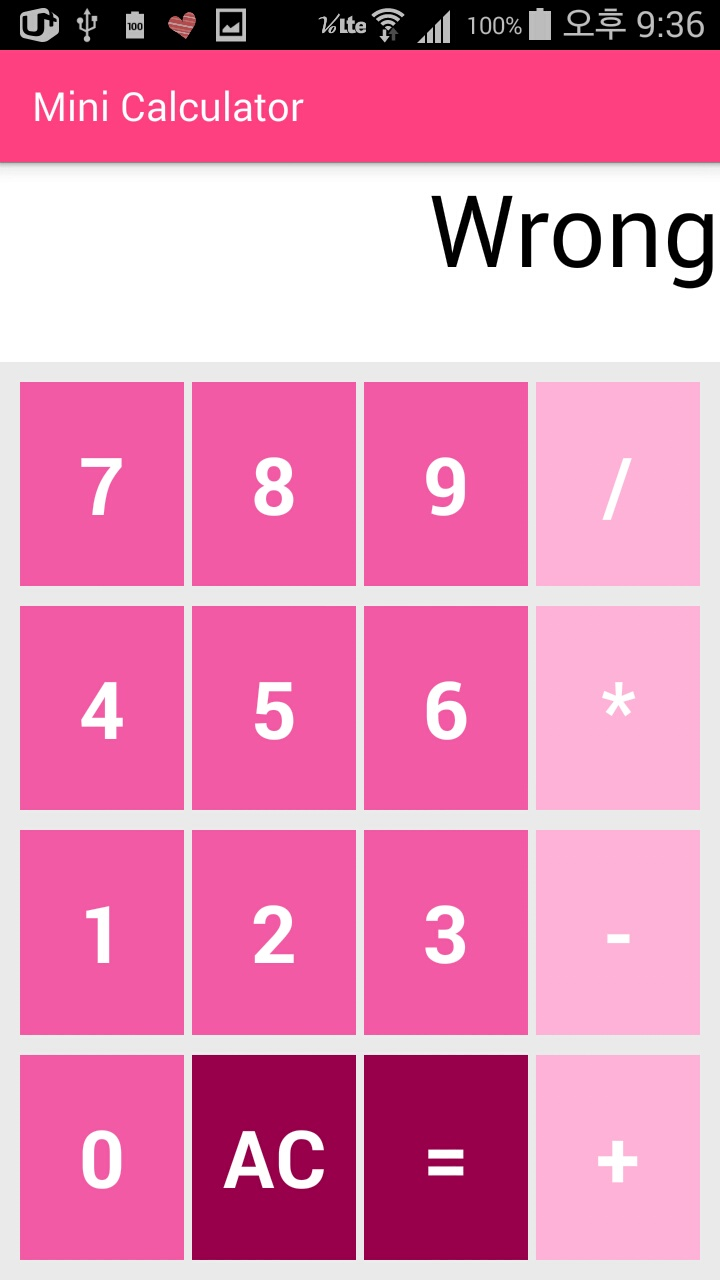 U+ 100 VoLTE 100% 오후 9:36
Mini Calculator
Wrong
7 8 9 /
4 5 6 *
1 2 3 -
0 AC = +